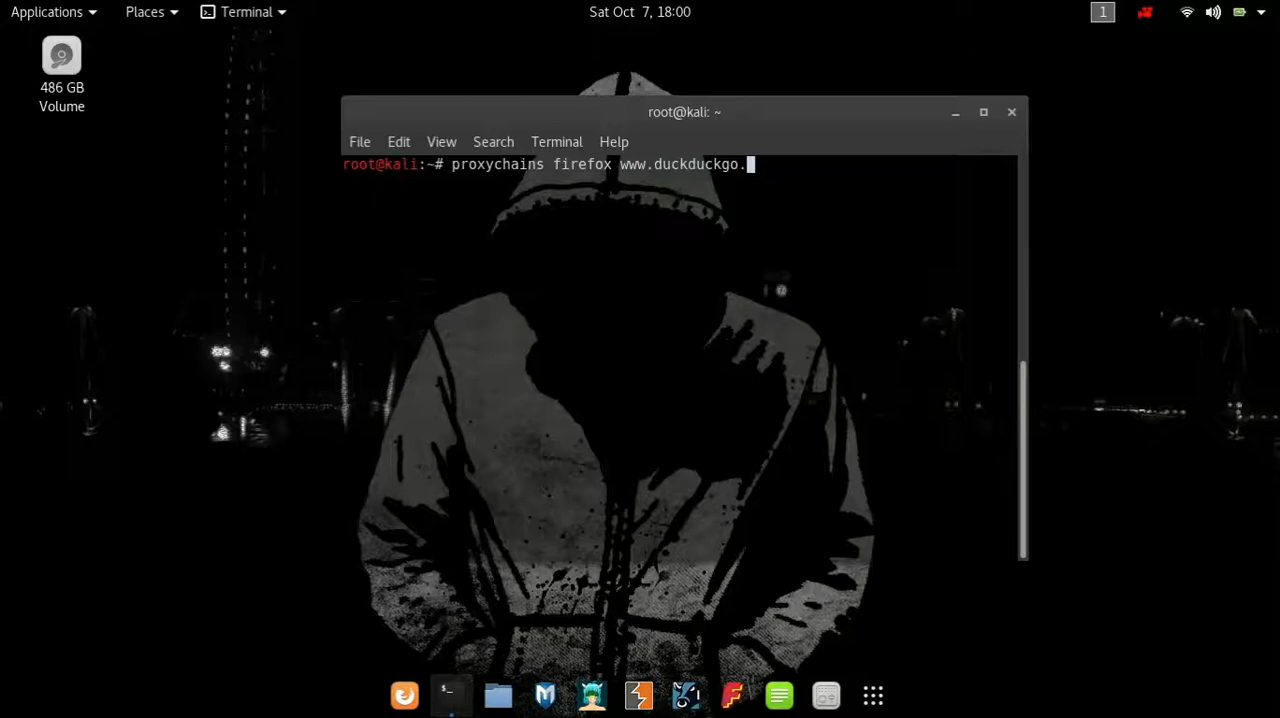 Applications Places Terminal Sat Oct 7, 18:00 1
486 GB
Volume
root@kali: ~
File Edit View Search Terminal Help
root@kali:~# proxychains firefox www.duckduckgo.
$_